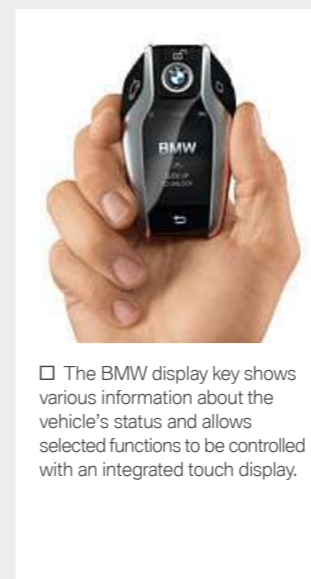 BMW
BMW
☐ The BMW display key shows
various information about the
vehicle's status and allows
selected functions to be controlled
with an integrated touch display.